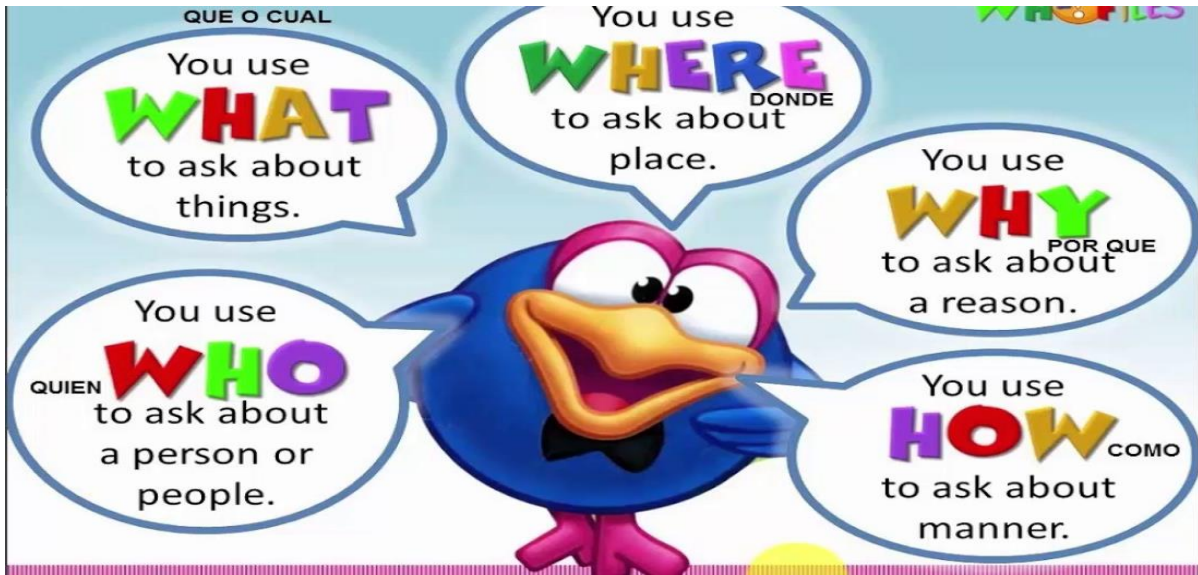 QUE O CUAL
You use
WHAT
to ask about
things.
You use
WHERE
DONDE
to ask about
place.
WHO FILES
You use
WHY
POR QUE
to ask about
a reason.
You use
QUIEN WHO
to ask about
a person or
people.
You use
HOW COMO
to ask about
manner.